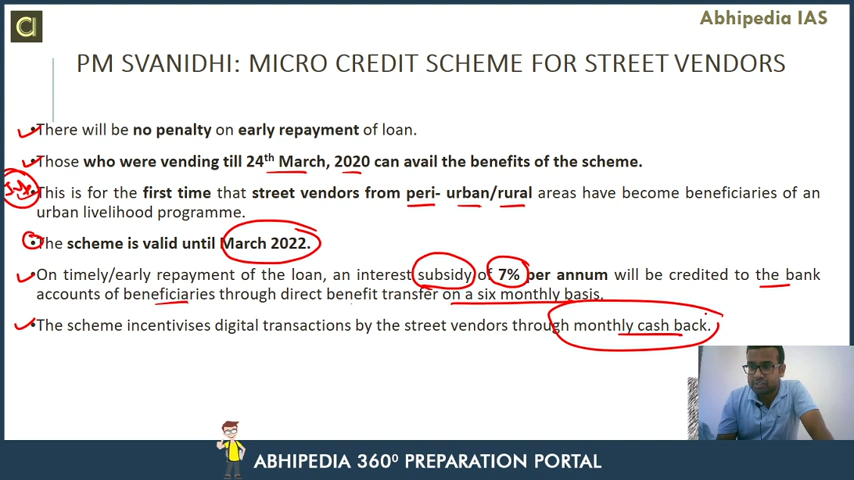 Abhipedia IAS
PM SVANIDHI: MICRO CREDIT SCHEME FOR STREET VENDORS
•There will be no penalty on early repayment of loan.
•Those who were vending till 24th March, 2020 can avail the benefits of the scheme.
•This is for the first time that street vendors from peri- urban/rural areas have become beneficiaries of an
urban livelihood programme.
•The scheme is valid until March 2022.
•On timely/early repayment of the loan, an interest subsidy of 7% per annum will be credited to the bank
accounts of beneficiaries through direct benefit transfer on a six monthly basis.
•The scheme incentivises digital transactions by the street vendors through monthly cash back.
ABHIPEDIA 360⁰ PREPARATION PORTAL